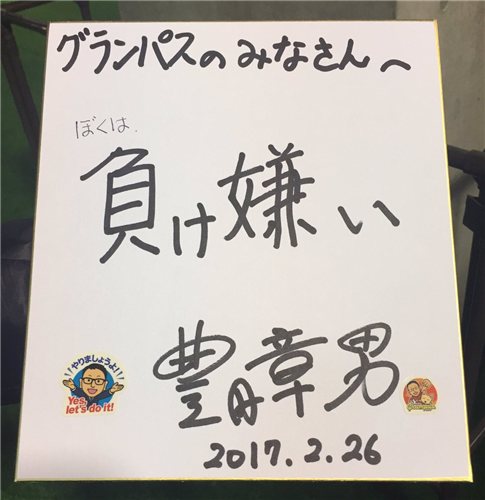 グランパスのみなさんへ
ぼくは、
負け嫌い
豊田章男
2017.2.26
!!やりましょうよ!!
Yes,
let's do it!